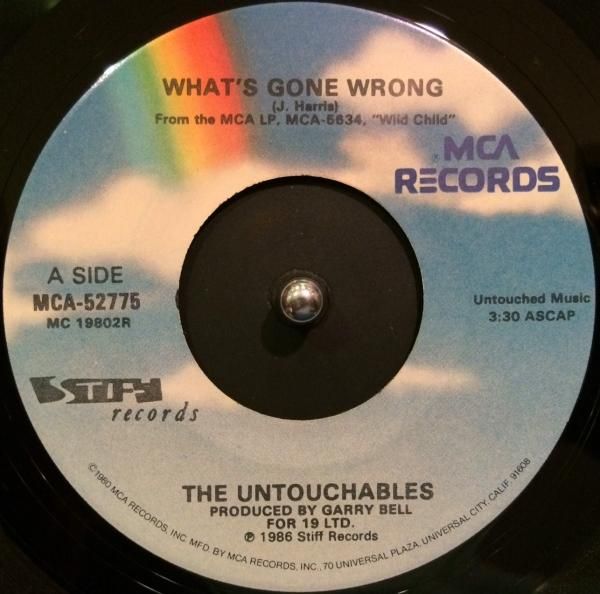 WHAT'S GONE WRONG
(J. Harris)
From the MCA LP, MCA-5634, "Wild Child"
MCA
RECORDS
A SIDE
MCA-52775
MC 19802R
Untouched Music
3:30 ASCAP
STIFF
records
THE UNTOUCHABLES
PRODUCED BY GARRY BELL
FOR 19 LTD.
℗ 1986 Stiff Records
©1980 MCA RECORDS, INC. MFD. BY MCA RECORDS, INC., 70 UNIVERSAL PLAZA, UNIVERSAL CITY, CALIF. 91608